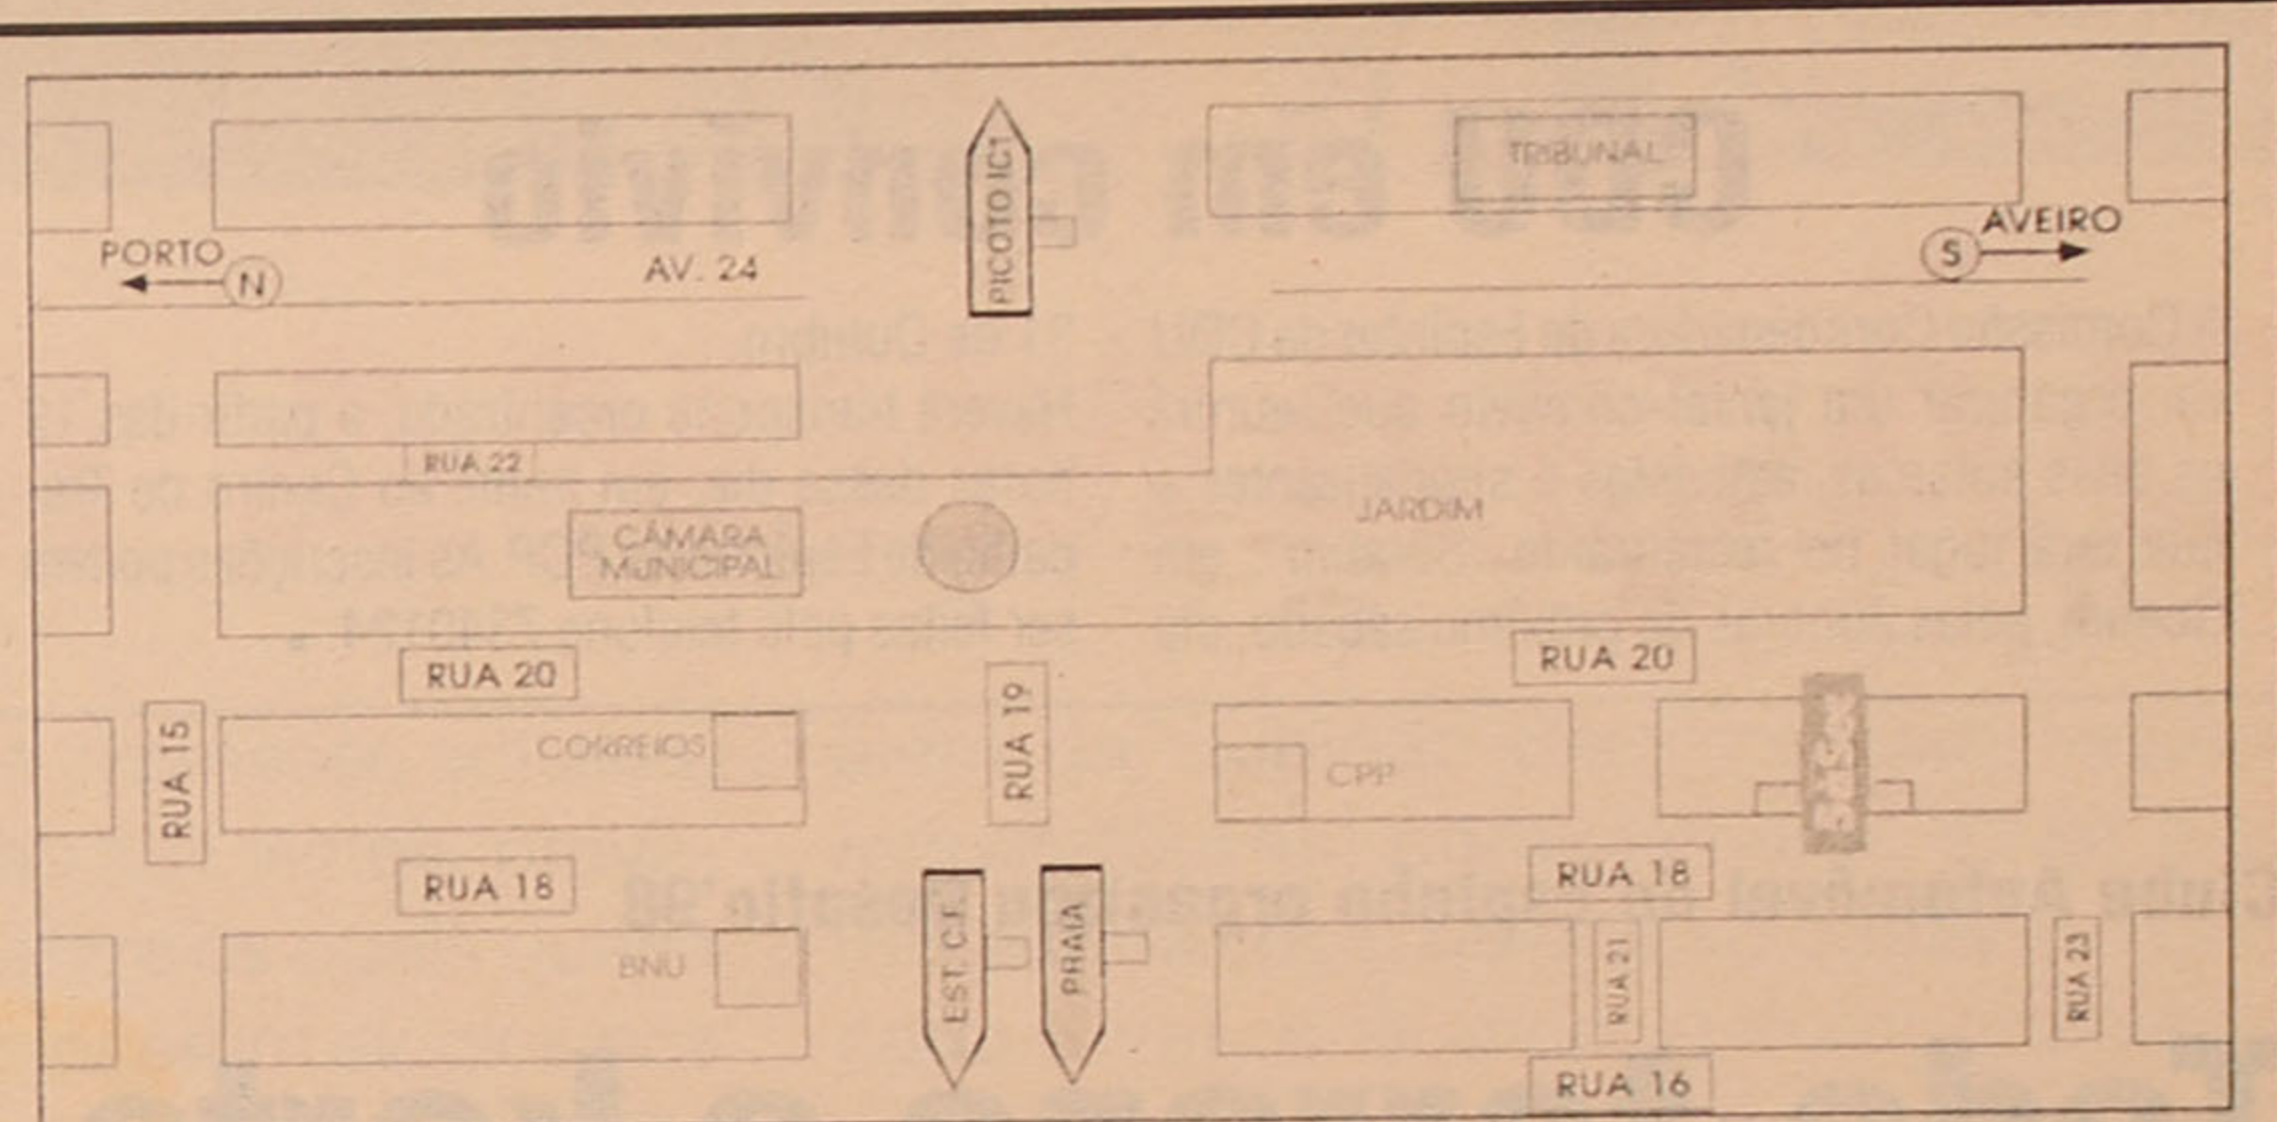 TRIBUNAL
PICOTO IC1
PORTO
N
AV. 24
AVEIRO
S
RUA 22
CÂMARA
MUNICIPAL
JARDIM
RUA 20
RUA 20
RUA 15
CORREIOS
RUA 19
CPP
RUA 18
RUA 18
BNU
EST. C.F.
PRAIA
RUA 21
RUA 23
RUA 16